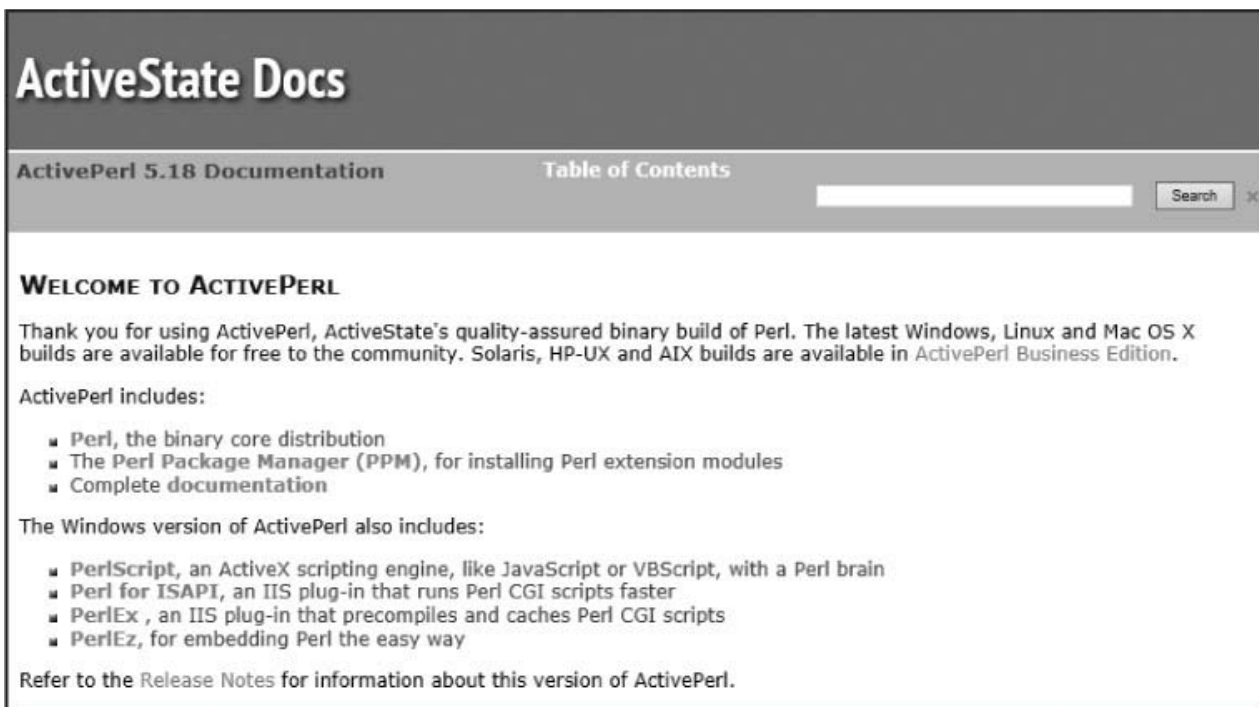 ActiveState Docs
ActivePerl 5.18 Documentation
Table of Contents
Search
WELCOME TO ACTIVEPERL
Thank you for using ActivePerl, ActiveState's quality-assured binary build of Perl. The latest Windows, Linux and Mac OS X
builds are available for free to the community. Solaris, HP-UX and AIX builds are available in ActivePerl Business Edition.
ActivePerl includes:
Perl, the binary core distribution
The Perl Package Manager (PPM), for installing Perl extension modules
Complete documentation
The Windows version of ActivePerl also includes:
PerlScript, an ActiveX scripting engine, like JavaScript or VBScript, with a Perl brain
Perl for ISAPI, an IIS plug-in that runs Perl CGI scripts faster
PerlEx , an IIS plug-in that precompiles and caches Perl CGI scripts
PerlEz, for embedding Perl the easy way
Refer to the Release Notes for information about this version of ActivePerl.